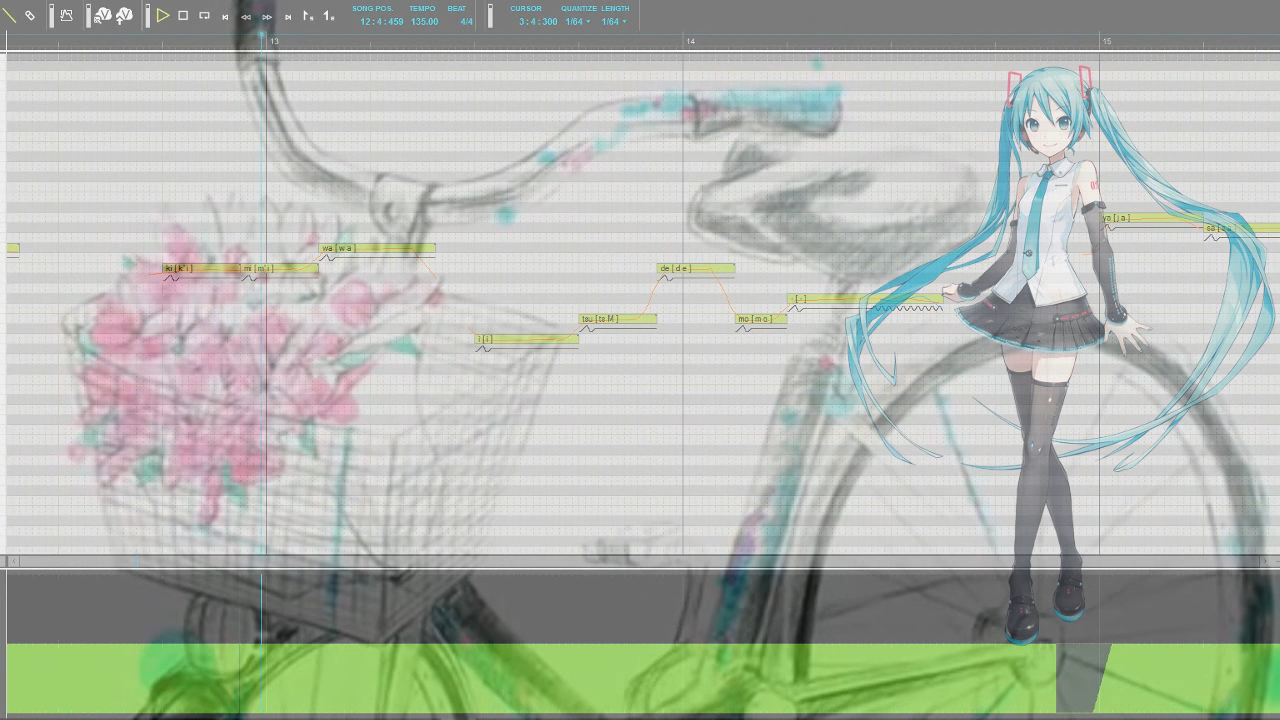 SONG POS. TEMPO BEAT CURSOR QUANTIZE LENGTH
12:4:459 135.00 4/4 3:4:300 1/64 1/64
13 14 15
01
ya [j a]
wa [w a]
ki [k' i] mi [m i] de [d e]
[-]
tsu [ts M] mo [m o]
i [i]